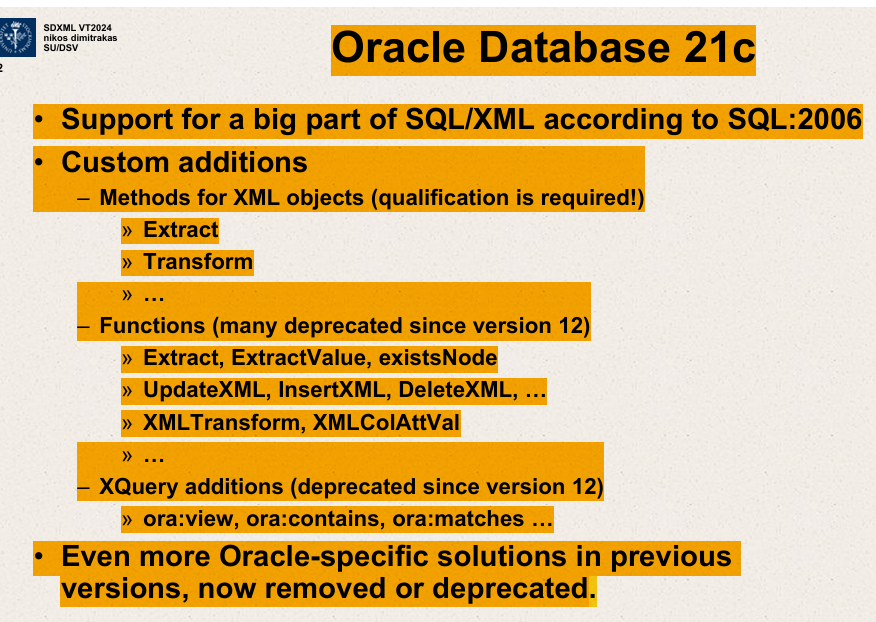 SDXML VT2024
nikos dimitrakas
SU/DSV
2
Oracle Database 21c
• Support for a big part of SQL/XML according to SQL:2006
• Custom additions
– Methods for XML objects (qualification is required!)
» Extract
» Transform
» …
– Functions (many deprecated since version 12)
» Extract, ExtractValue, existsNode
» UpdateXML, InsertXML, DeleteXML, …
» XMLTransform, XMLColAttVal
» …
– XQuery additions (deprecated since version 12)
» ora:view, ora:contains, ora:matches …
• Even more Oracle-specific solutions in previous
versions, now removed or deprecated.